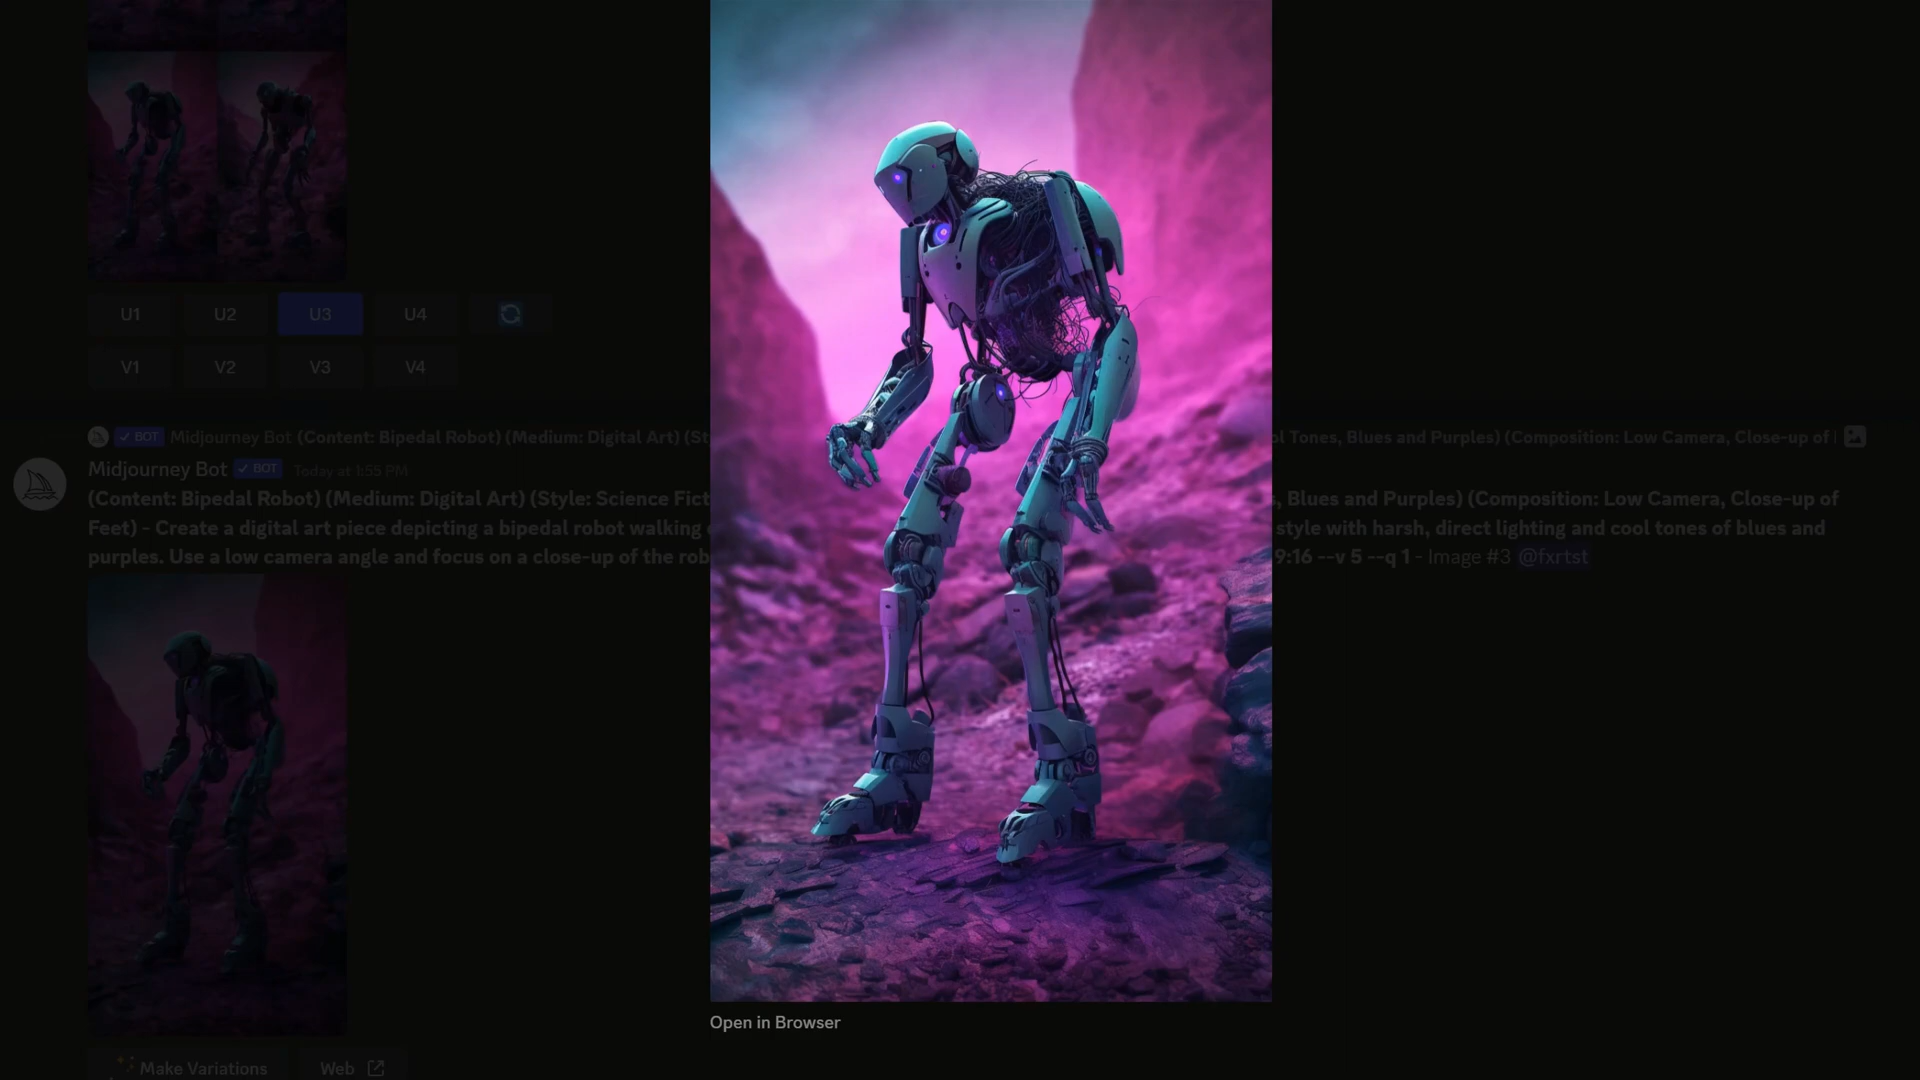 U1 U2 U3 U4
V1 V2 V3 V4
BOT Midjourney Bot (Content: Bipedal Robot) (Medium: Digital Art) (St ol Tones, Blues and Purples) (Composition: Low Camera, Close-up of
Midjourney Bot BOT Today at 1:55 PM
(Content: Bipedal Robot) (Medium: Digital Art) (Style: Science Fict s, Blues and Purples) (Composition: Low Camera, Close-up of
Feet) - Create a digital art piece depicting a bipedal robot walking style with harsh, direct lighting and cool tones of blues and
purples. Use a low camera angle and focus on a close-up of the rob 9:16 --v 5 --q 1 - Image #3 @fxrtst
Open in Browser
Make Variations Web